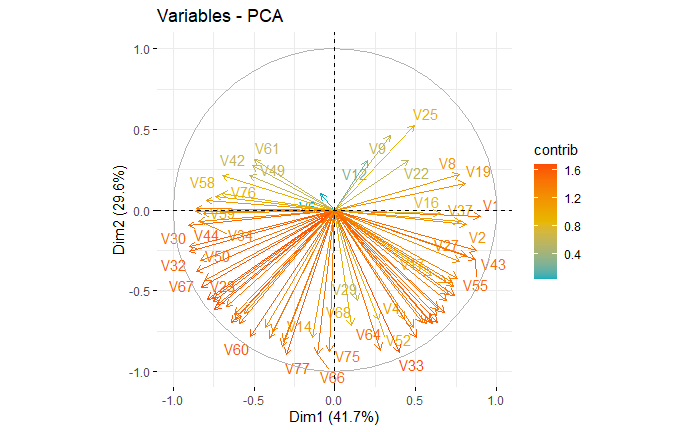 Variables - PCA
1.0
V25
V61
V9
contrib
V42
V8
0.5
V49
V12
V22
V19
1.6
V58
V76
V16
1.2
0.0
V30
V44
V34
V27
V2
0.8
V32
V50
V43
0.4
V67
V29
V55
-0.5
V68
V14
V64
V52
V60
V75
V33
V77
V66
-1.0
-1.0
-0.5
0.0
0.5
1.0
Dim1 (41.7%)
Dim2 (29.6%)